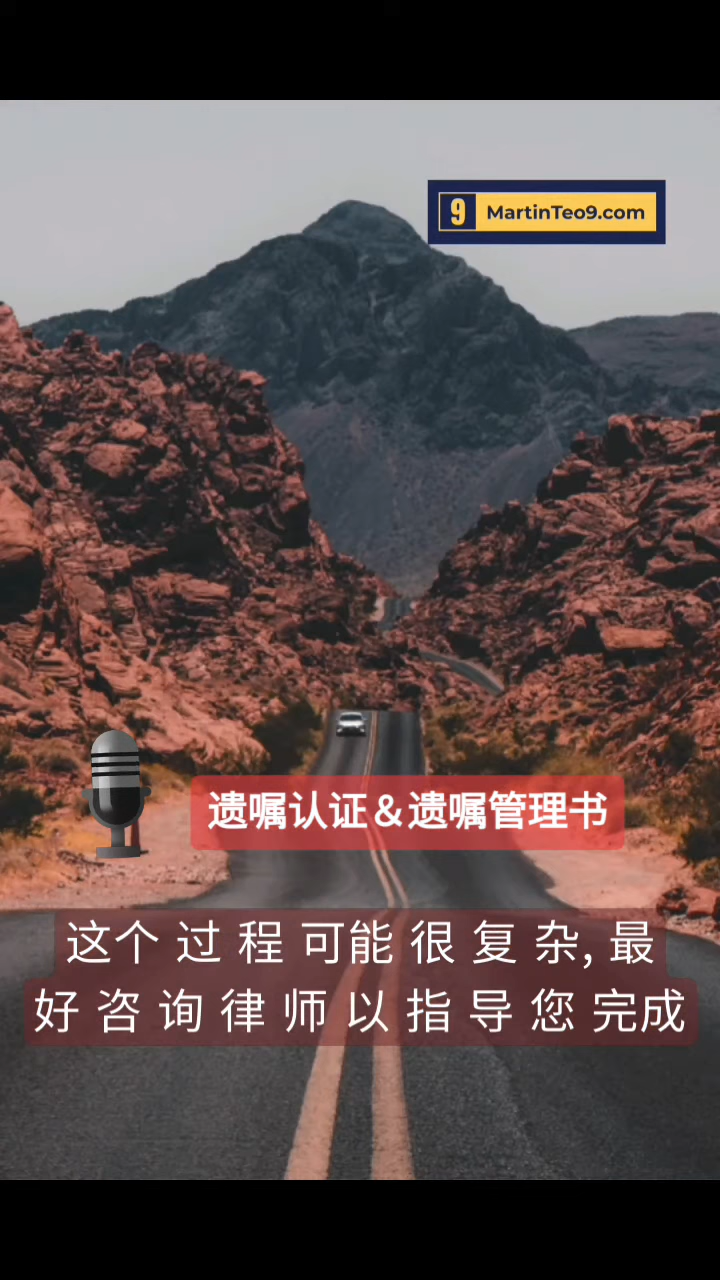 9 MartinTeo9.com
遗嘱认证＆遗嘱管理书
这个过程可能很复杂,最
好咨询律师以指导您完成